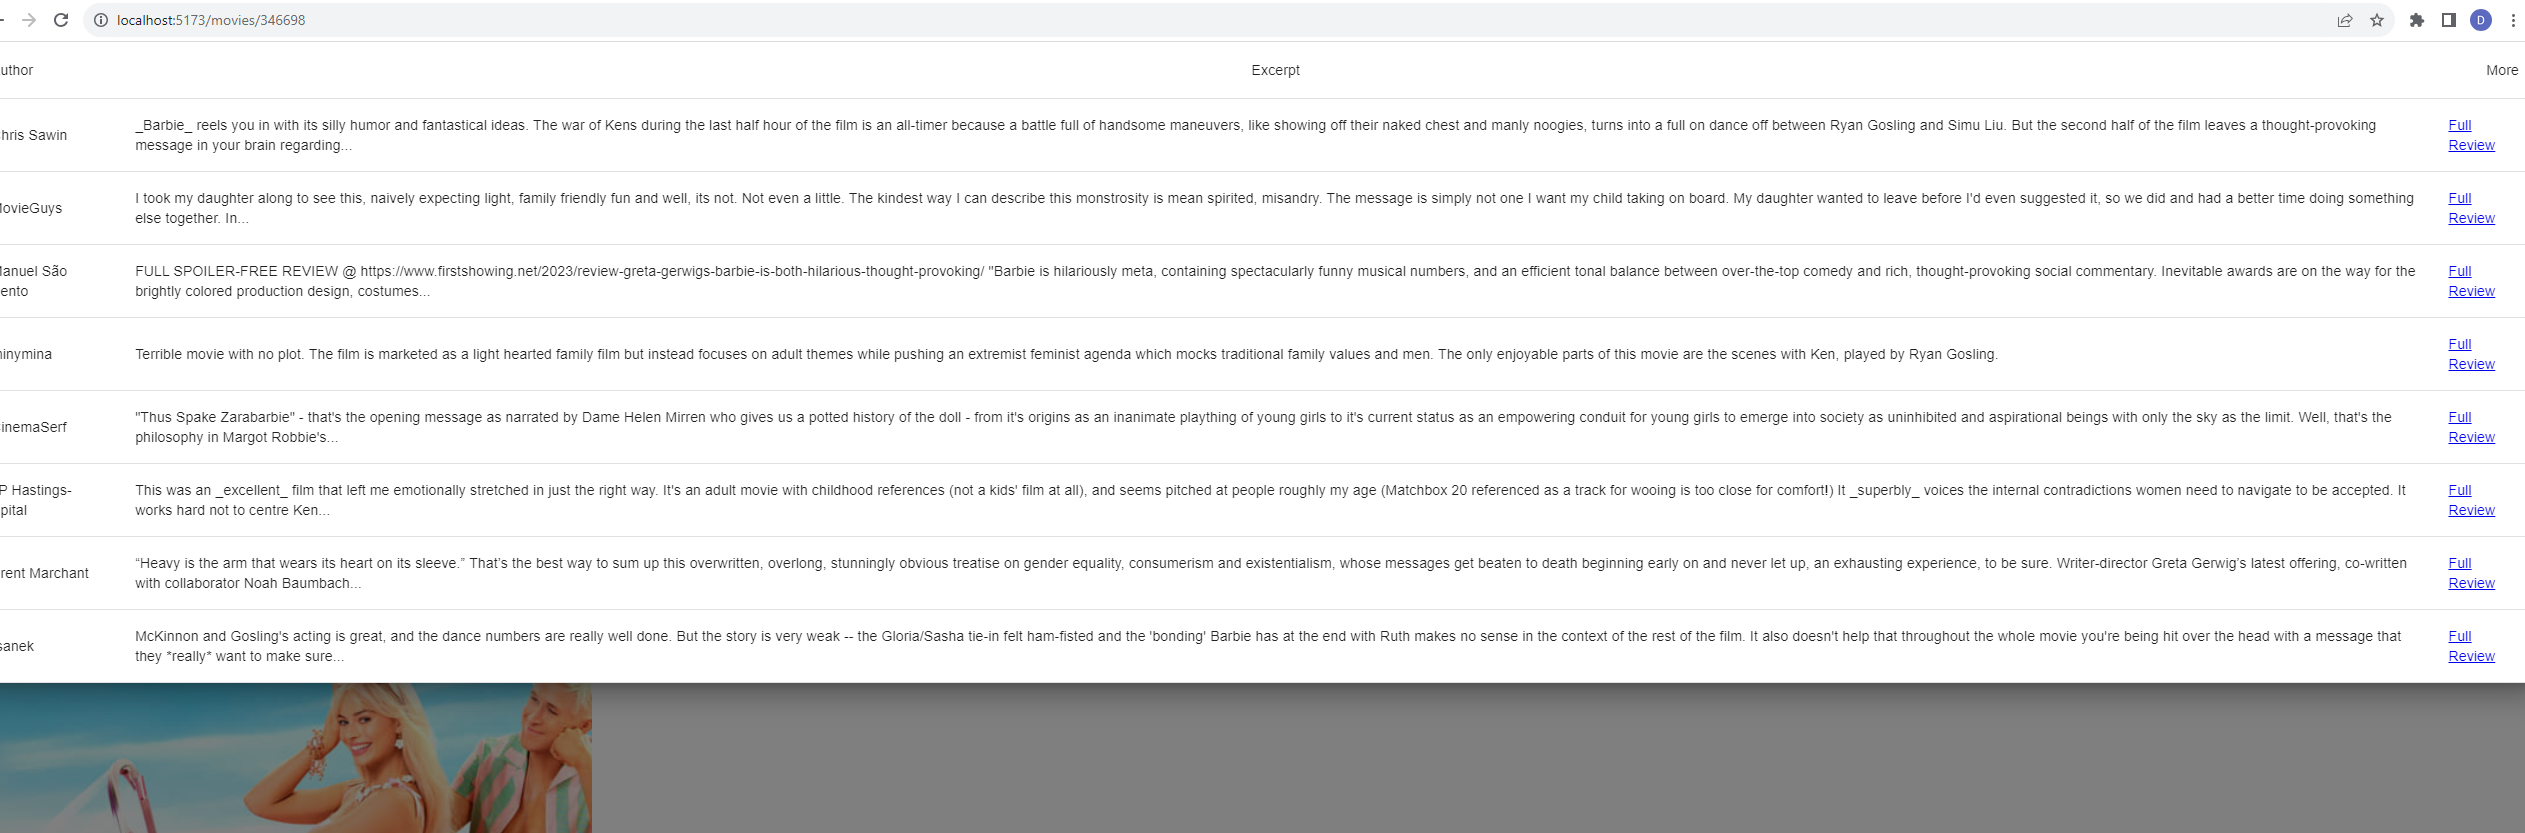 localhost:5173/movies/346698
D
uthor Excerpt More
hris Sawin
_Barbie_ reels you in with its silly humor and fantastical ideas. The war of Kens during the last half hour of the film is an all-timer because a battle full of handsome maneuvers, like showing off their naked chest and manly noogies, turns into a full on dance off between Ryan Gosling and Simu Liu. But the second half of the film leaves a thought-provoking
message in your brain regarding...
Full
Review
MovieGuys
I took my daughter along to see this, naively expecting light, family friendly fun and well, its not. Not even a little. The kindest way I can describe this monstrosity is mean spirited, misandry. The message is simply not one I want my child taking on board. My daughter wanted to leave before I'd even suggested it, so we did and had a better time doing something
else together. In...
Full
Review
Manuel São
ento
FULL SPOILER-FREE REVIEW @ https://www.firstshowing.net/2023/review-greta-gerwigs-barbie-is-both-hilarious-thought-provoking/ "Barbie is hilariously meta, containing spectacularly funny musical numbers, and an efficient tonal balance between over-the-top comedy and rich, thought-provoking social commentary. Inevitable awards are on the way for the
brightly colored production design, costumes...
Full
Review
inymina
Terrible movie with no plot. The film is marketed as a light hearted family film but instead focuses on adult themes while pushing an extremist feminist agenda which mocks traditional family values and men. The only enjoyable parts of this movie are the scenes with Ken, played by Ryan Gosling.
Full
Review
CinemaSerf
"Thus Spake Zarabarbie" - that's the opening message as narrated by Dame Helen Mirren who gives us a potted history of the doll - from it's origins as an inanimate plaything of young girls to it's current status as an empowering conduit for young girls to emerge into society as uninhibited and aspirational beings with only the sky as the limit. Well, that's the
philosophy in Margot Robbie's...
Full
Review
P Hastings-
pital
This was an _excellent_ film that left me emotionally stretched in just the right way. It's an adult movie with childhood references (not a kids' film at all), and seems pitched at people roughly my age (Matchbox 20 referenced as a track for wooing is too close for comfort!) It _superbly_ voices the internal contradictions women need to navigate to be accepted. It
works hard not to centre Ken...
Full
Review
rent Marchant
“Heavy is the arm that wears its heart on its sleeve.” That’s the best way to sum up this overwritten, overlong, stunningly obvious treatise on gender equality, consumerism and existentialism, whose messages get beaten to death beginning early on and never let up, an exhausting experience, to be sure. Writer-director Greta Gerwig’s latest offering, co-written
with collaborator Noah Baumbach...
Full
Review
sanek
McKinnon and Gosling's acting is great, and the dance numbers are really well done. But the story is very weak -- the Gloria/Sasha tie-in felt ham-fisted and the 'bonding' Barbie has at the end with Ruth makes no sense in the context of the rest of the film. It also doesn't help that throughout the whole movie you're being hit over the head with a message that
they *really* want to make sure...
Full
Review